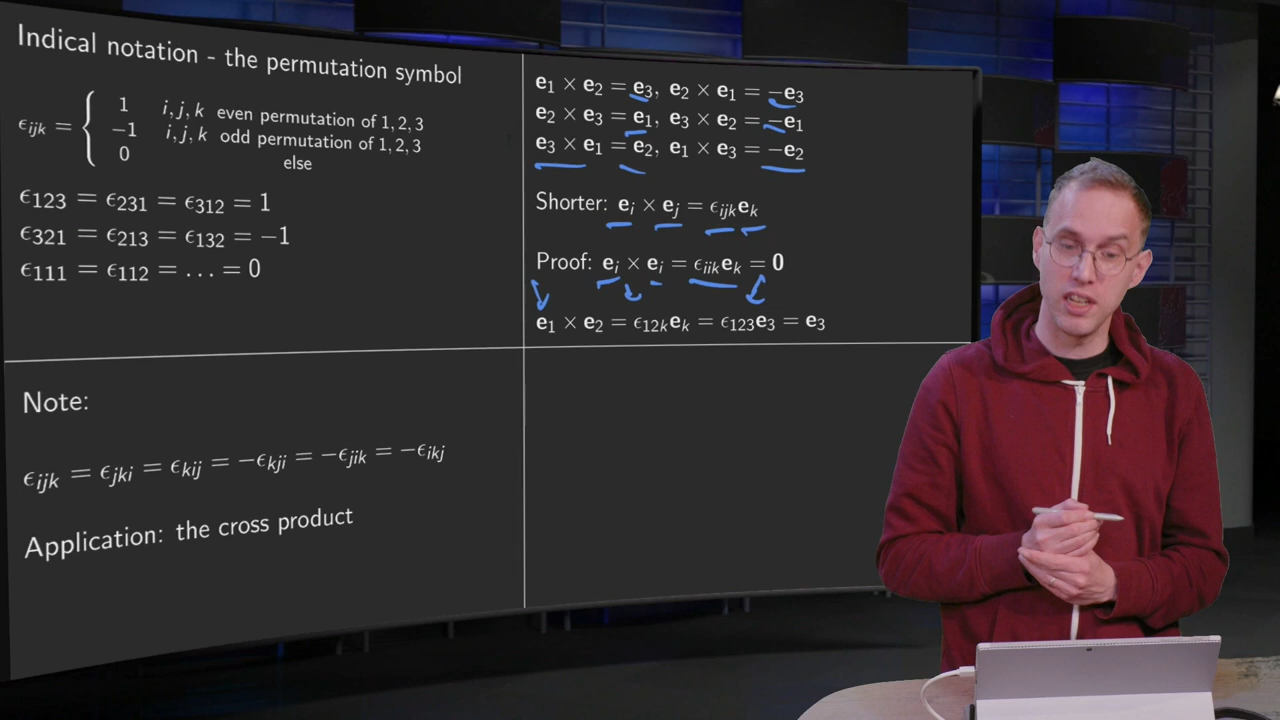 Indical notation - the permutation symbol
ϵijk = { 1 i, j, k even permutation of 1, 2, 3
−1 i, j, k odd permutation of 1, 2, 3
0 else
ϵ123 = ϵ231 = ϵ312 = 1
ϵ321 = ϵ213 = ϵ132 = −1
ϵ111 = ϵ112 = ... = 0
e1 × e2 = e3, e2 × e1 = −e3
e2 × e3 = e1, e3 × e2 = −e1
e3 × e1 = e2, e1 × e3 = −e2
Shorter: ei × ej = ϵijkek
Proof: ei × ei = ϵiikek = 0
e1 × e2 = ϵ12kek = ϵ123e3 = e3
Note:
ϵijk = ϵjki = ϵkij = −ϵkji = −ϵjik = −ϵikj
Application: the cross product